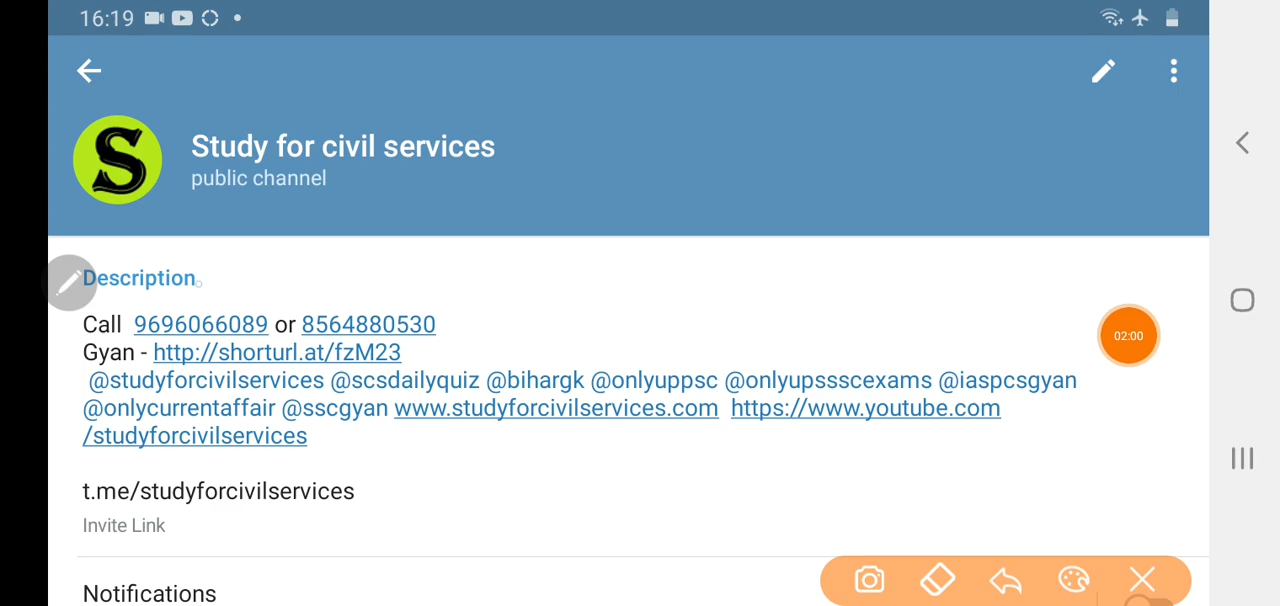 16:19
Study for civil services
public channel
Description
Call 9696066089 or 8564880530
Gyan - http://shorturl.at/fzM23
@studyforcivilservices @scsdailyquiz @bihargk @onlyuppsc @onlyupssscexams @iaspcsgyan
@onlycurrentaffair @sscgyan www.studyforcivilservices.com https://www.youtube.com
/studyforcivilservices
02:00
t.me/studyforcivilservices
Invite Link
Notifications